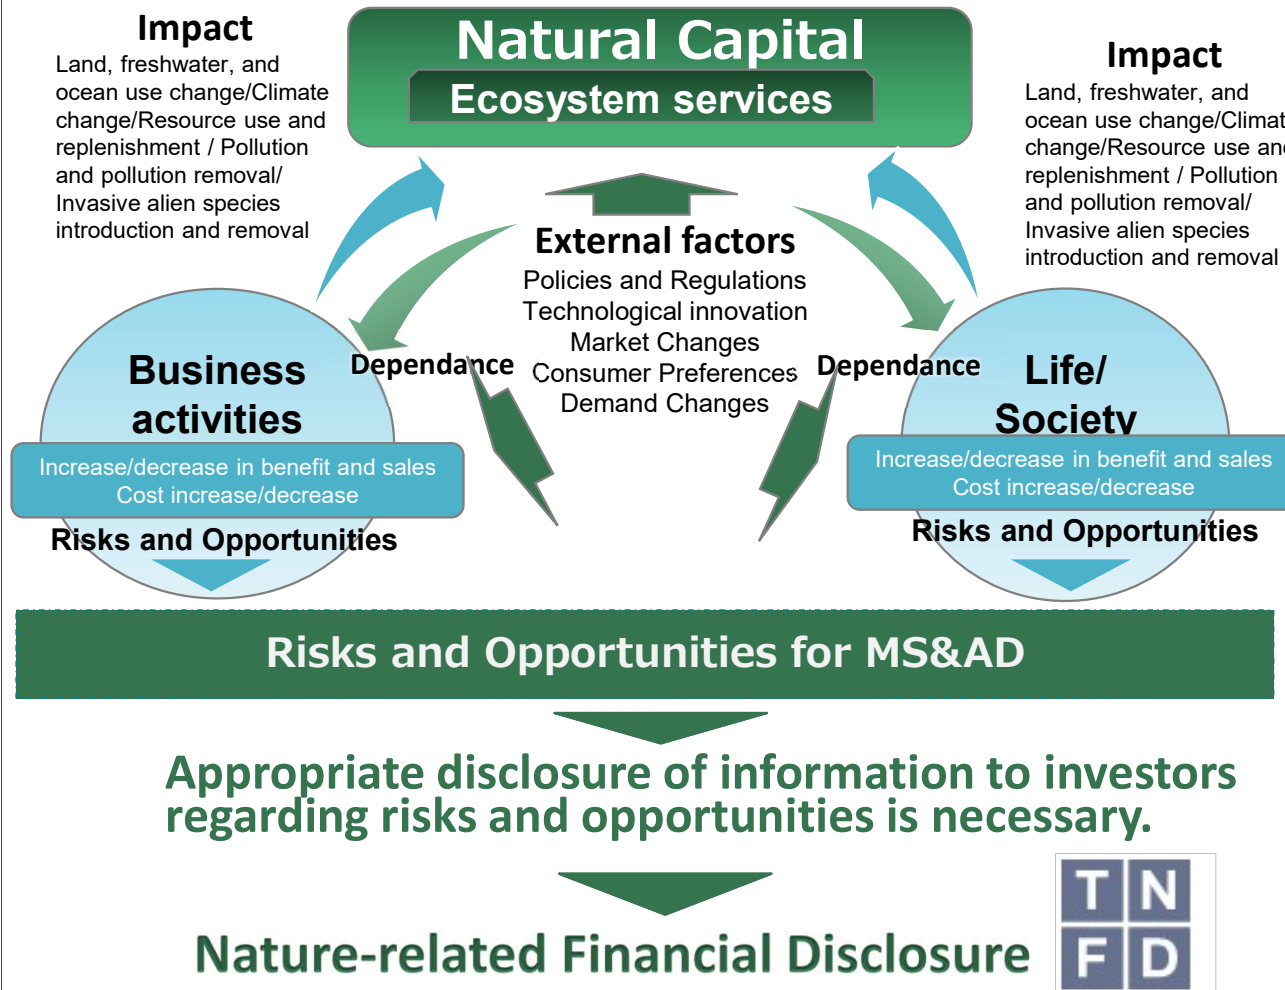 Impact
Land, freshwater, and
ocean use change/Climate
change/Resource use and
replenishment / Pollution
and pollution removal/
Invasive alien species
introduction and removal
Natural Capital
Ecosystem services
Impact
Land, freshwater, and
ocean use change/Climat
change/Resource use an
replenishment / Pollution
and pollution removal/
Invasive alien species
introduction and removal
External factors
Policies and Regulations
Technological innovation
Market Changes
Consumer Preferences
Demand Changes
Dependance
Dependance
Business
activities
Increase/decrease in benefit and sales
Cost increase/decrease
Risks and Opportunities
Life/
Society
Increase/decrease in benefit and sales
Cost increase/decrease
Risks and Opportunities
Risks and Opportunities for MS&AD
Appropriate disclosure of information to investors
regarding risks and opportunities is necessary.
Nature-related Financial Disclosure
T N
F D